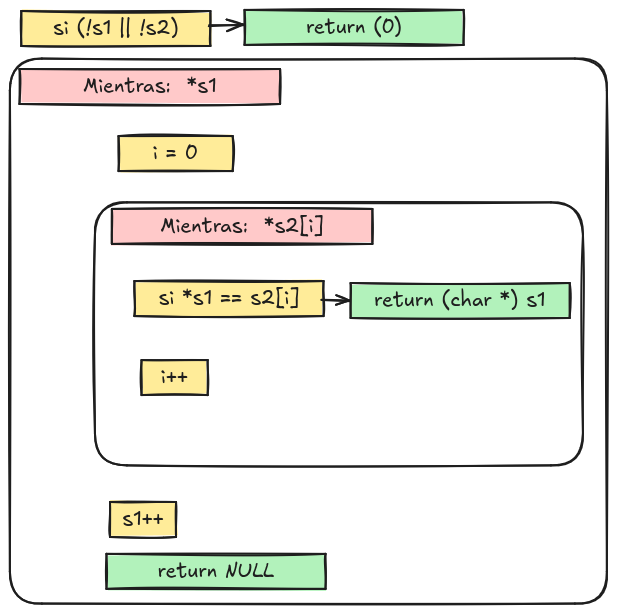 si (!s1 || !s2)
return (0)
Mientras: *s1
i = 0
Mientras: *s2[i]
si *s1 == s2[i]
return (char *) s1
i++
s1++
return NULL